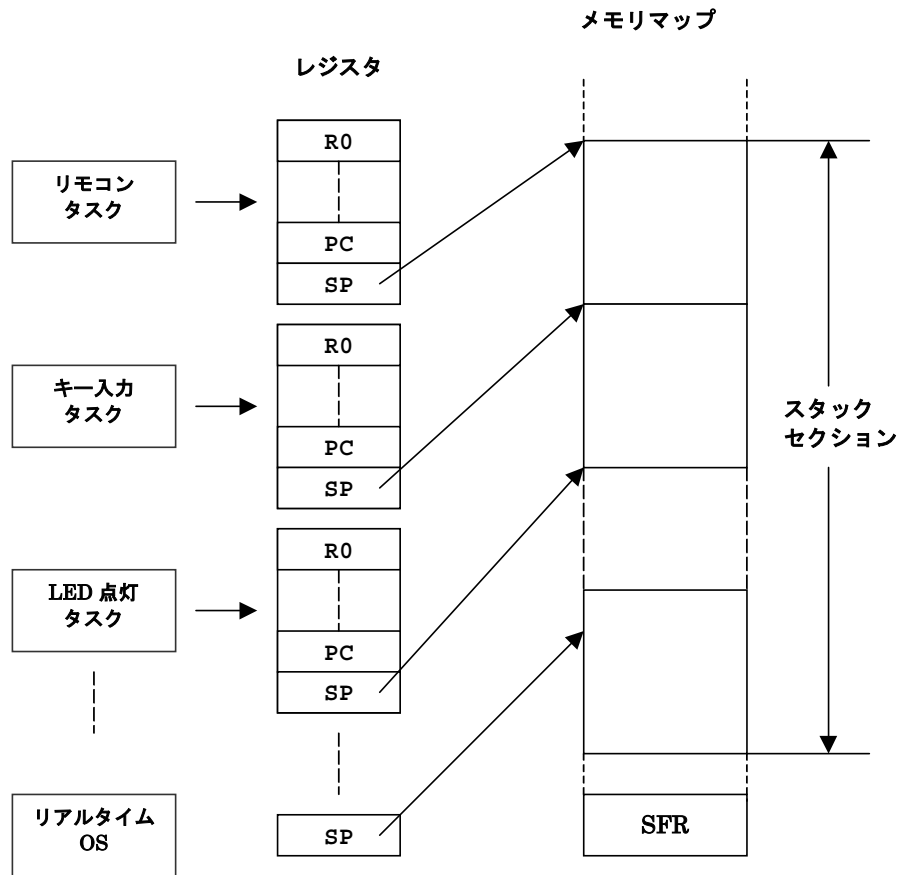 メモリマップ
レジスタ
リモコン
タスク
R0
PC
SP
キー入力
タスク
R0
PC
SP
スタック
セクション
LED 点灯
タスク
R0
PC
SP
リアルタイム
OS
SP
SFR